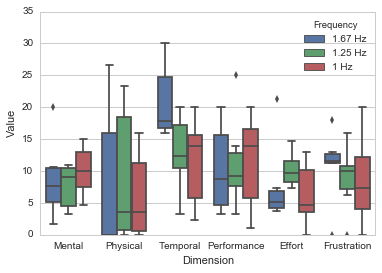 35
30
25
20
15
10
5
0
Value
Frequency
1.67 Hz
1.25 Hz
1 Hz
Mental Physical Temporal Performance Effort Frustration
Dimension